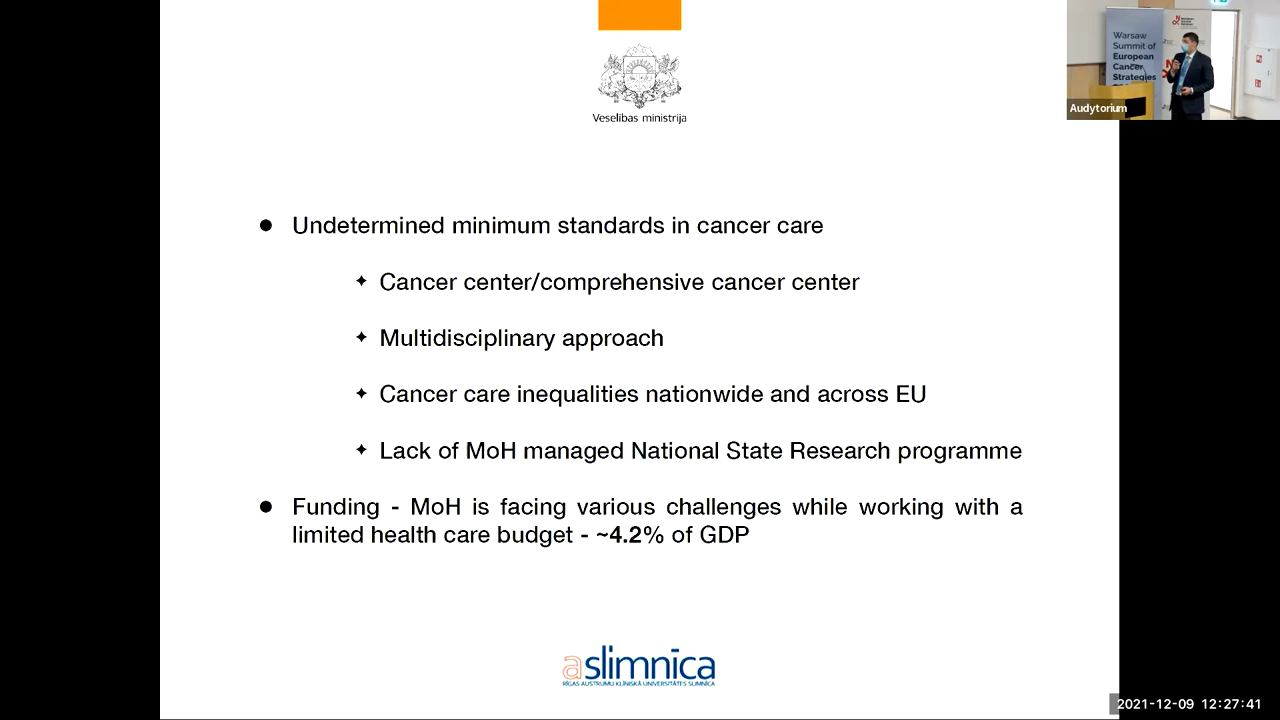 Veselības ministrija
Warsaw
Summit of
European
Cancer
Strategies
Audytorium
● Undetermined minimum standards in cancer care
✦ Cancer center/comprehensive cancer center
✦ Multidisciplinary approach
✦ Cancer care inequalities nationwide and across EU
✦ Lack of MoH managed National State Research programme
● Funding - MoH is facing various challenges while working with a
limited health care budget - ~4.2% of GDP
aslimnīca
RĪGAS AUSTRUMU KLĪNISKĀ UNIVERSITĀTES SLIMNĪCA
2021-12-09 12:27:41